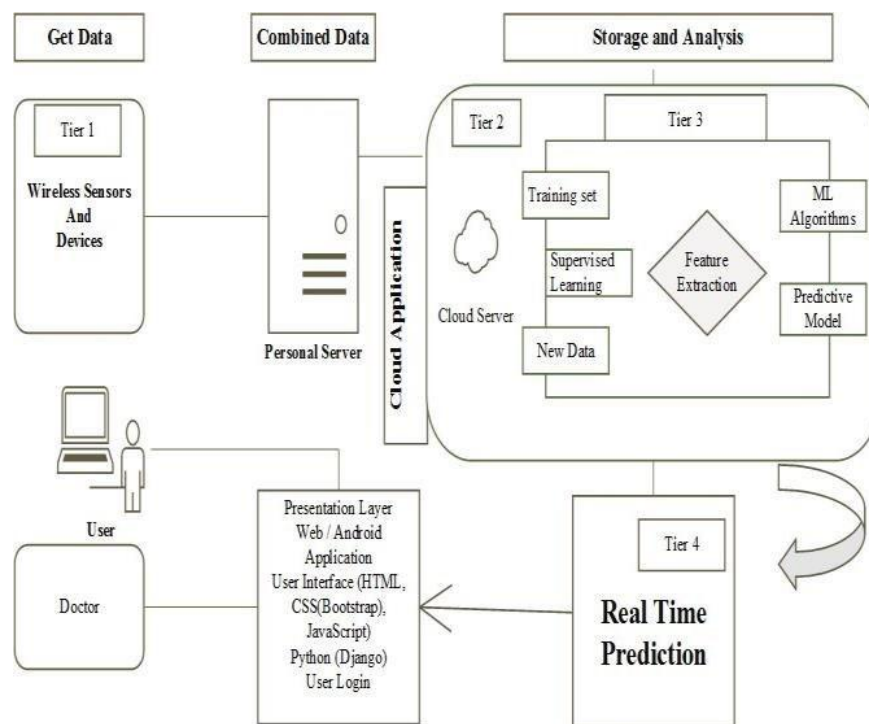 Get Data
Combined Data
Storage and Analysis
Tier 1
Wireless Sensors
And
Devices
Personal Server
Cloud Application
Tier 2
Cloud Server
Tier 3
Training set
Supervised
Learning
New Data
Feature
Extraction
ML
Algorithms
Predictive
Model
User
Doctor
Presentation Layer
Web / Android
Application
User Interface (HTML,
CSS(Bootstrap),
JavaScript)
Python (Django)
User Login
Tier 4
Real Time
Prediction